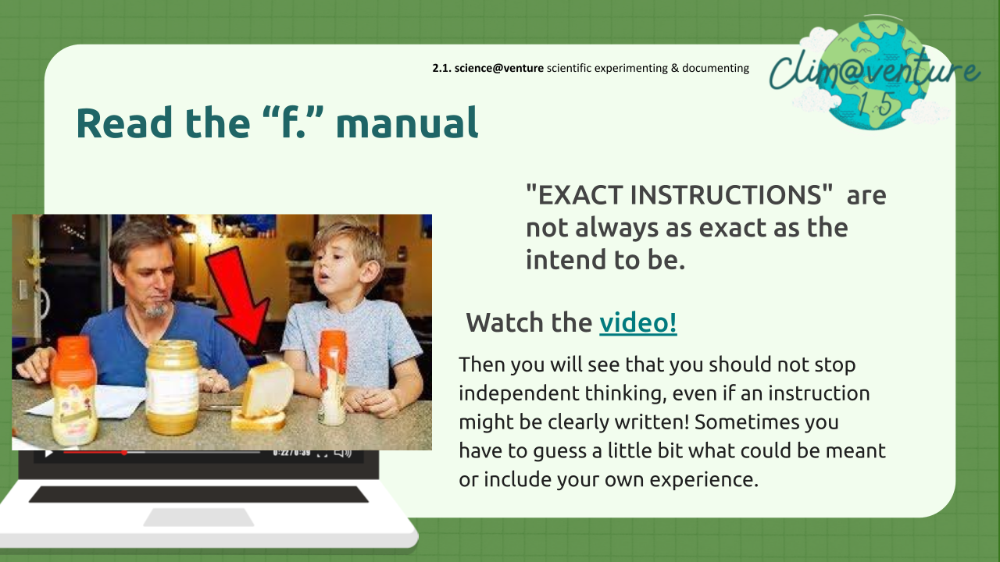 2.1. science@venture scientific experimenting & documenting
Clim@venture
1.5
Read the “f.” manual
"EXACT INSTRUCTIONS" are
not always as exact as the
intend to be.
Watch the video!
Then you will see that you should not stop
independent thinking, even if an instruction
might be clearly written! Sometimes you
have to guess a little bit what could be meant
or include your own experience.